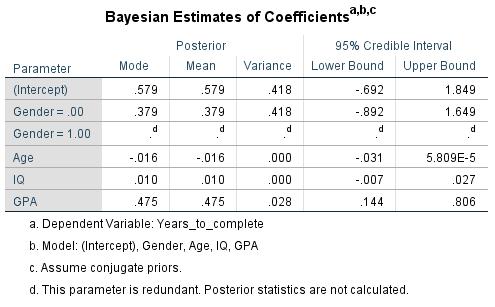 Bayesian Estimates of Coefficients a,b,c
Posterior 95% Credible Interval
Parameter Mode Mean Variance Lower Bound Upper Bound
(Intercept) .579 .579 .418 -.692 1.849
Gender = .00 .379 .379 .418 -.892 1.649
Gender = 1.00 .d .d .d .d .d
Age -.016 -.016 .000 -.031 5.809E-5
IQ .010 .010 .000 -.007 .027
GPA .475 .475 .028 .144 .806
a. Dependent Variable: Years_to_complete
b. Model: (Intercept), Gender, Age, IQ, GPA
c. Assume conjugate priors.
d. This parameter is redundant. Posterior statistics are not calculated.